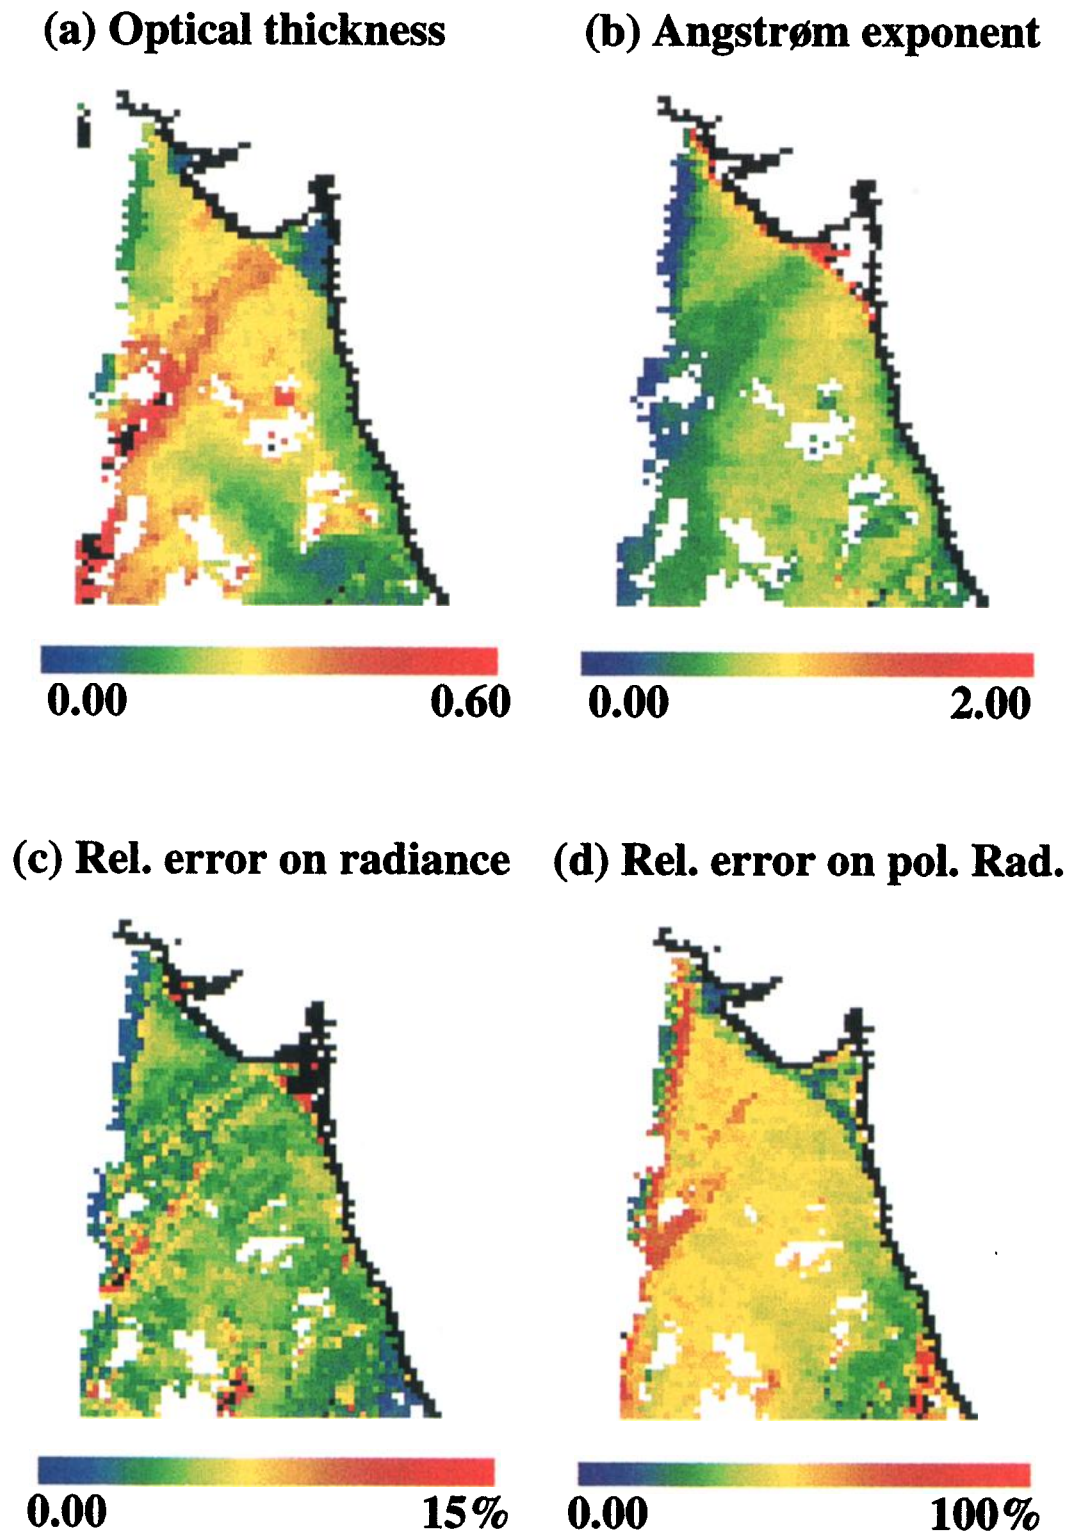 (a) Optical thickness
(b) Angstrøm exponent
0.00 0.60
0.00 2.00
(c) Rel. error on radiance
(d) Rel. error on pol. Rad.
0.00 15%
0.00 100%